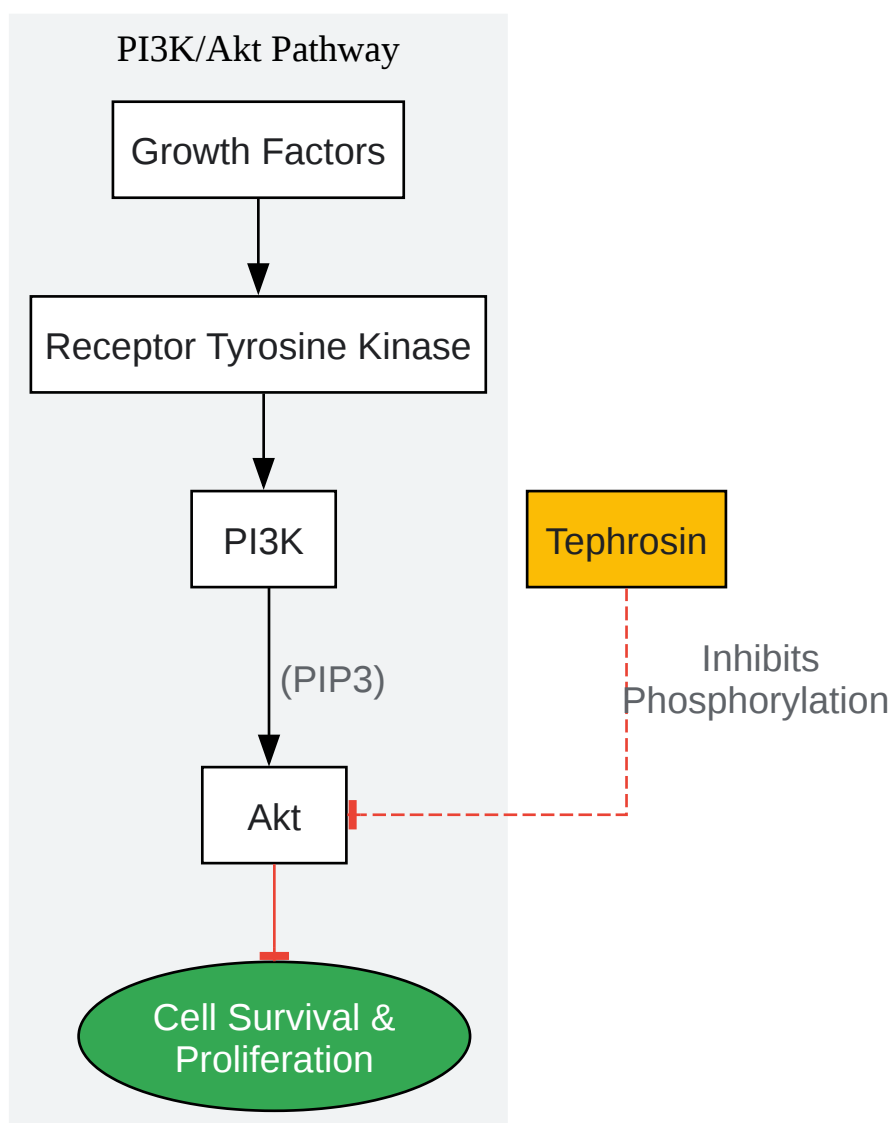 PI3K/Akt Pathway
Growth Factors
Receptor Tyrosine Kinase
PI3K
Tephrosin
(PIP3)
Inhibits
Phosphorylation
Akt
Cell Survival &
Proliferation